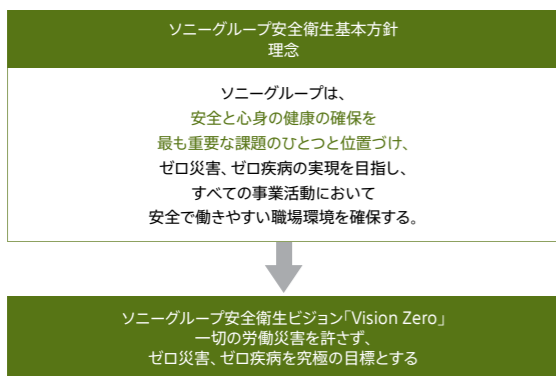 ソニーグループ安全衛生基本方針
理念
ソニーグループは、
安全と心身の健康の確保を
最も重要な課題のひとつと位置づけ、
ゼロ災害、ゼロ疾病の実現を目指し、
すべての事業活動において
安全で働きやすい職場環境を確保する。
ソニーグループ安全衛生ビジョン「Vision Zero」
一切の労働災害を許さず、
ゼロ災害、ゼロ疾病を究極の目標とする